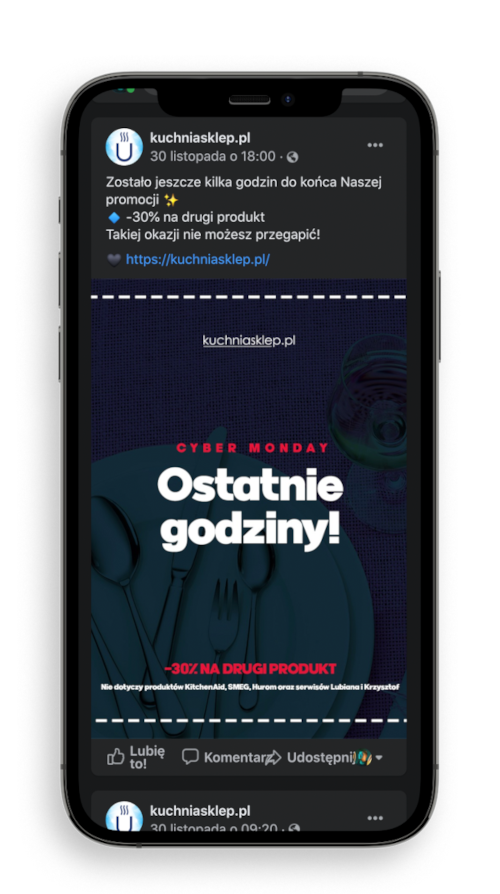 kuchniasklep.pl
30 listopada o 18:00 ·
Zostało jeszcze kilka godzin do końca Naszej
promocji ✨
🔹 -30% na drugi produkt
Takiej okazji nie możesz przegapić!
🖤 https://kuchniasklep.pl/
kuchniasklep.pl
CYBER MONDAY
Ostatnie
godziny!
-30% NA DRUGI PRODUKT
Nie dotyczy produktów KitchenAid, SMEG, Hurom oraz serwisów Lubiana i Krzysztof
Lubię to!
Komentarz
Udostępnij
kuchniasklep.pl
30 listopada o 09:20 ·